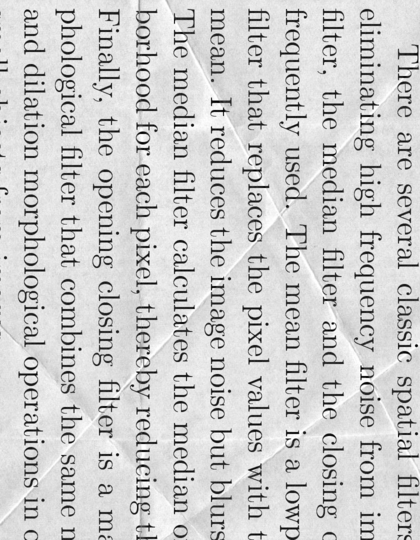 There are several classic spatial filters
eliminating high frequency noise from im
filter, the median filter and the closing
frequently used. The mean filter is a lowp
filter that replaces the pixel values with t
mean. It reduces the image noise but blurs
The median filter calculates the median o
borhood for each pixel, thereby reducing t
Finally, the opening closing filter is a ma
phological filter that combines the same
and dilation morphological operations in